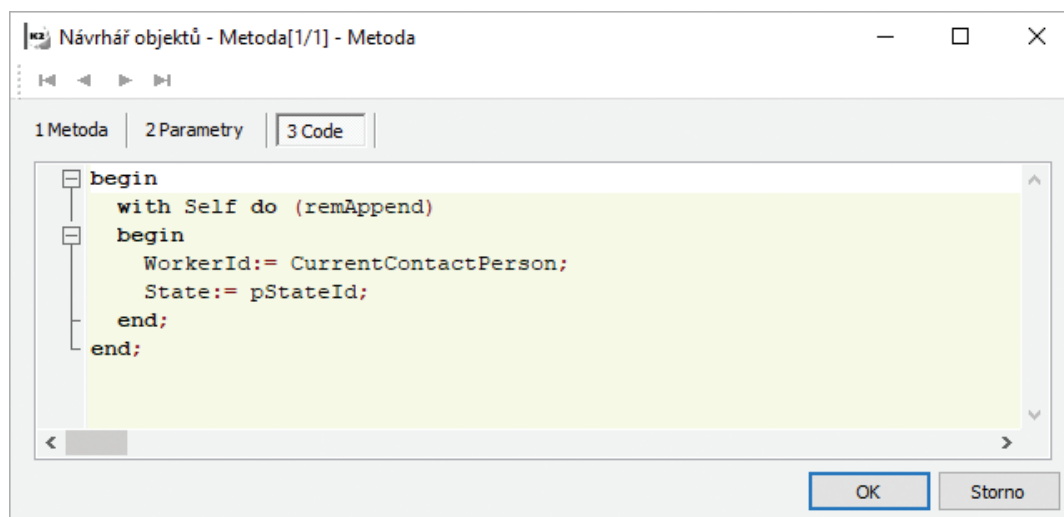 K2 Návrhář objektů - Metoda[1/1] - Metoda
1 Metoda 2 Parametry 3 Code
begin
with Self do (remAppend)
begin
WorkerId:= CurrentContactPerson;
State:= pStateId;
end;
end;
OK Storno